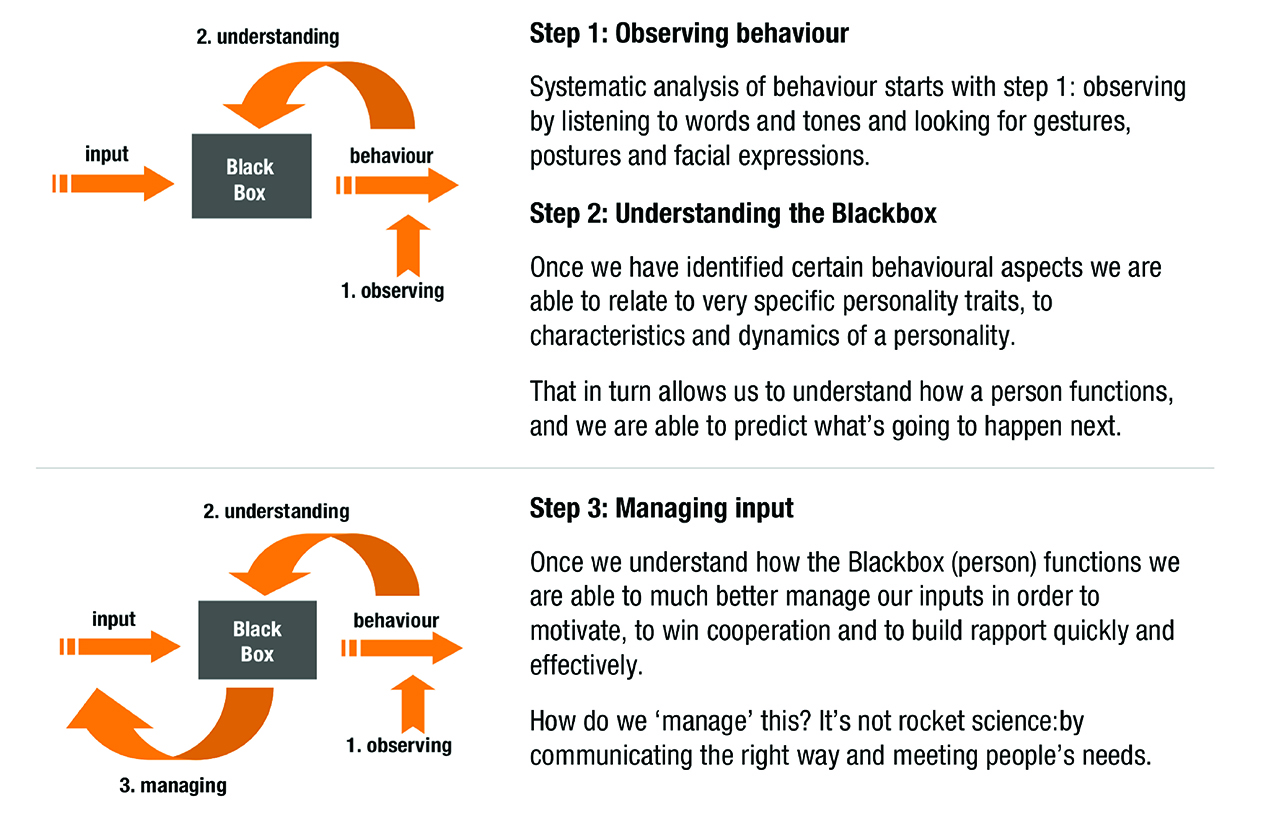 2. understanding
input
Black
Box
behaviour
1. observing
Step 1: Observing behaviour
Systematic analysis of behaviour starts with step 1: observing
by listening to words and tones and looking for gestures,
postures and facial expressions.
Step 2: Understanding the Blackbox
Once we have identified certain behavioural aspects we are
able to relate to very specific personality traits, to
characteristics and dynamics of a personality.
That in turn allows us to understand how a person functions,
and we are able to predict what’s going to happen next.
2. understanding
input
Black
Box
behaviour
1. observing
3. managing
Step 3: Managing input
Once we understand how the Blackbox (person) functions we
are able to much better manage our inputs in order to
motivate, to win cooperation and to build rapport quickly and
effectively.
How do we ‘manage’ this? It’s not rocket science:by
communicating the right way and meeting people’s needs.